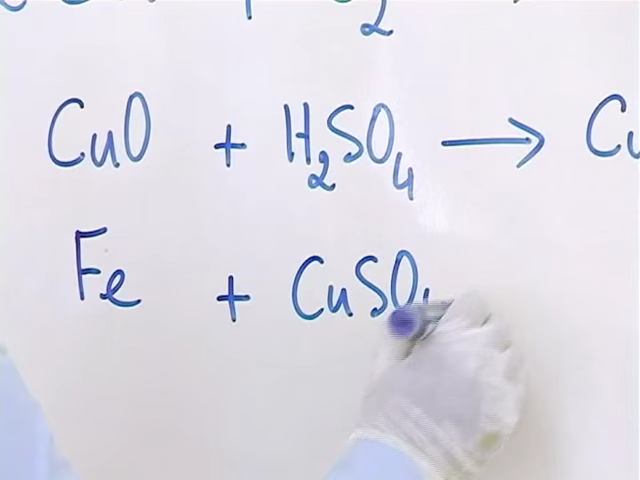 CuO + H₂SO₄ → Cu
Fe + CuSO